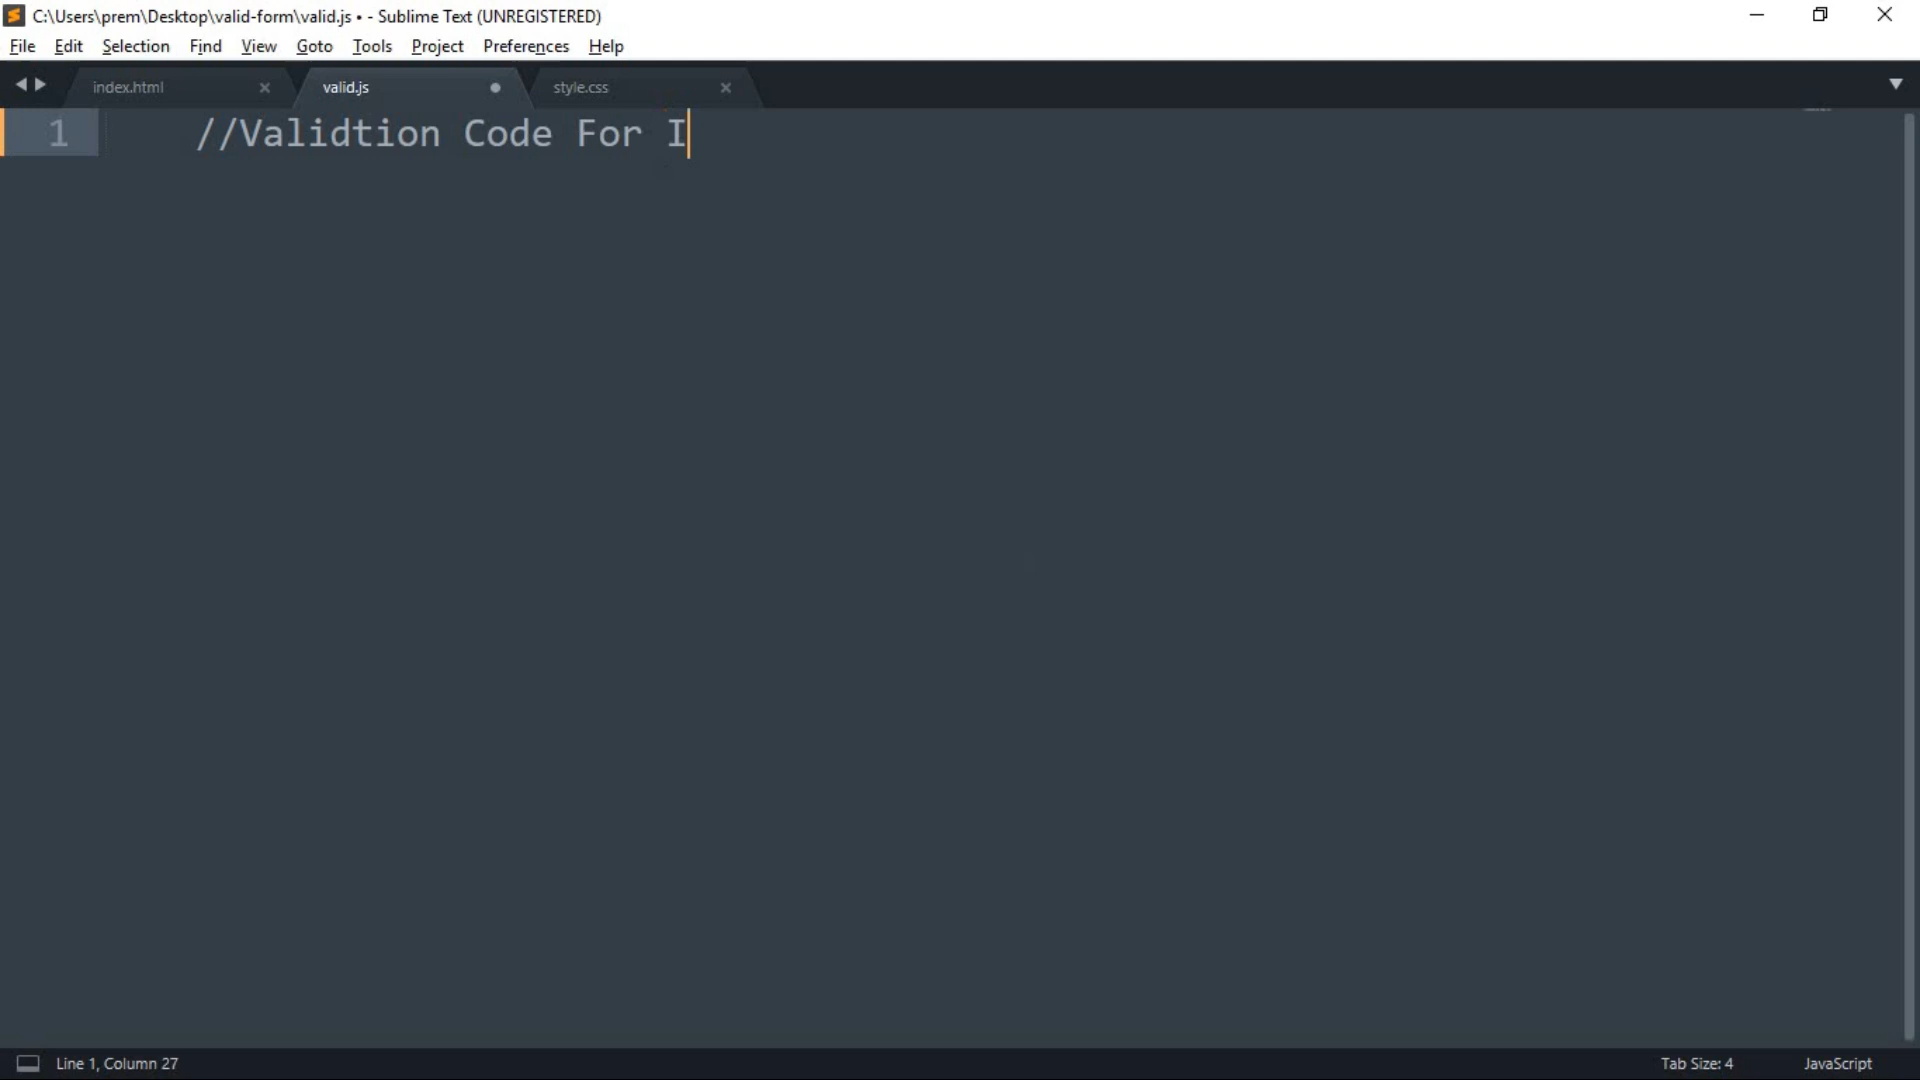 C:\Users\prem\Desktop\valid-form\valid.js • - Sublime Text (UNREGISTERED)
File Edit Selection Find View Goto Tools Project Preferences Help
index.html valid.js style.css
1 //Validtion Code For I
Line 1, Column 27 Tab Size: 4 JavaScript